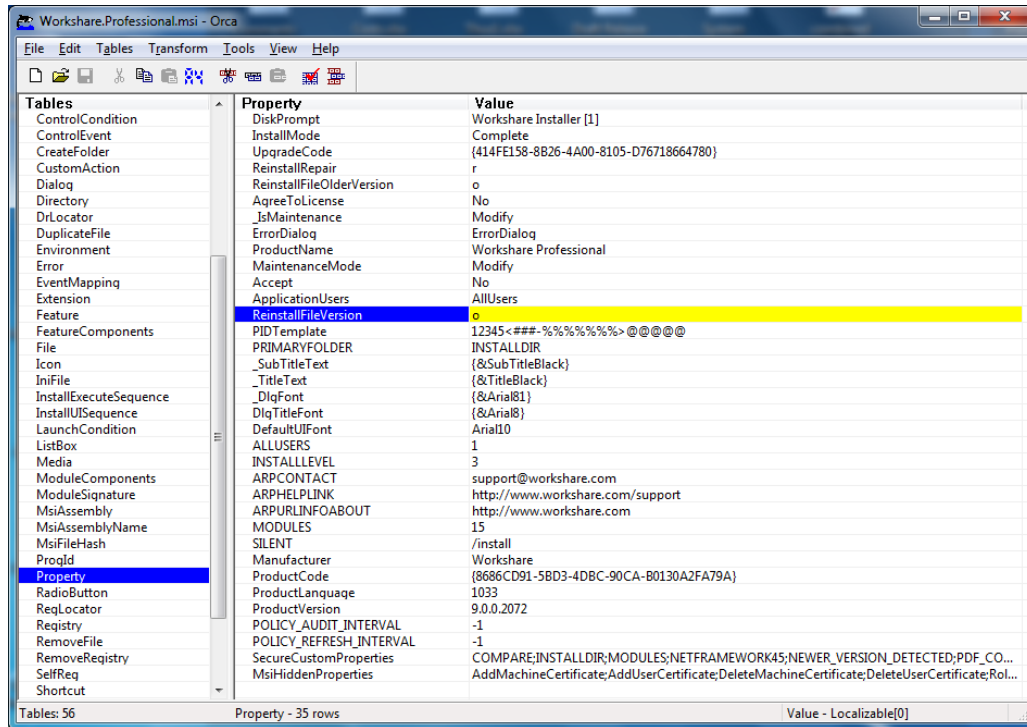 Workshare.Professional.msi - Orca
File Edit Tables Transform Tools View Help
Tables Property Value
ControlCondition DiskPrompt Workshare Installer [1]
ControlEvent InstallMode Complete
CreateFolder UpgradeCode {414FE158-8B26-4A00-8105-D76718664780}
CustomAction ReinstallRepair r
Dialog ReinstallFileOlderVersion o
Directory AgreeToLicense No
DrLocator _IsMaintenance Modify
DuplicateFile ErrorDialog ErrorDialog
Environment ProductName Workshare Professional
Error MaintenanceMode Modify
EventMapping Accept No
Extension ApplicationUsers AllUsers
Feature ReinstallFileVersion o
FeatureComponents PIDTemplate 12345<###-%%%%%%%>@@@@@
File PRIMARYFOLDER INSTALLDIR
Icon _SubTitleText {&SubTitleBlack}
IniFile _TitleText {&TitleBlack}
InstallExecuteSequence _DlgFont {&Arial81}
InstallUISequence DlgTitleFont {&Arial8}
LaunchCondition DefaultUIFont Arial10
ListBox ALLUSERS 1
Media INSTALLLEVEL 3
ModuleComponents ARPCONTACT support@workshare.com
ModuleSignature ARPHELPLINK http://www.workshare.com/support
MsiAssembly ARPURLINFOABOUT http://www.workshare.com
MsiAssemblyName MODULES 15
MsiFileHash SILENT /install
ProgId Manufacturer Workshare
Property ProductCode {8686CD91-5BD3-4DBC-90CA-B0130A2FA79A}
RadioButton ProductLanguage 1033
ReqLocator ProductVersion 9.0.0.2072
Registry POLICY_AUDIT_INTERVAL -1
RemoveFile POLICY_REFRESH_INTERVAL -1
RemoveRegistry SecureCustomProperties COMPARE;INSTALLDIR;MODULES;NETFRAMEWORK45;NEWER_VERSION_DETECTED;PDF_CO...
SelfReg MsiHiddenProperties AddMachineCertificate;AddUserCertificate;DeleteMachineCertificate;DeleteUserCertificate;Rol...
Shortcut
Tables: 56 Property - 35 rows Value - Localizable[0]